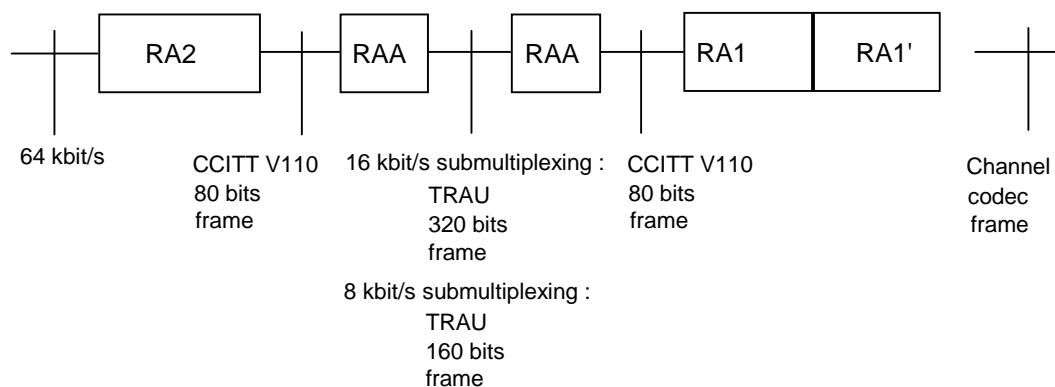 RA2
RAA
RAA
RA1
RA1'
64 kbit/s
CCITT V110
80 bits
frame
16 kbit/s submultiplexing :
TRAU
320 bits
frame
8 kbit/s submultiplexing :
TRAU
160 bits
frame
CCITT V110
80 bits
frame
Channel
codec
frame